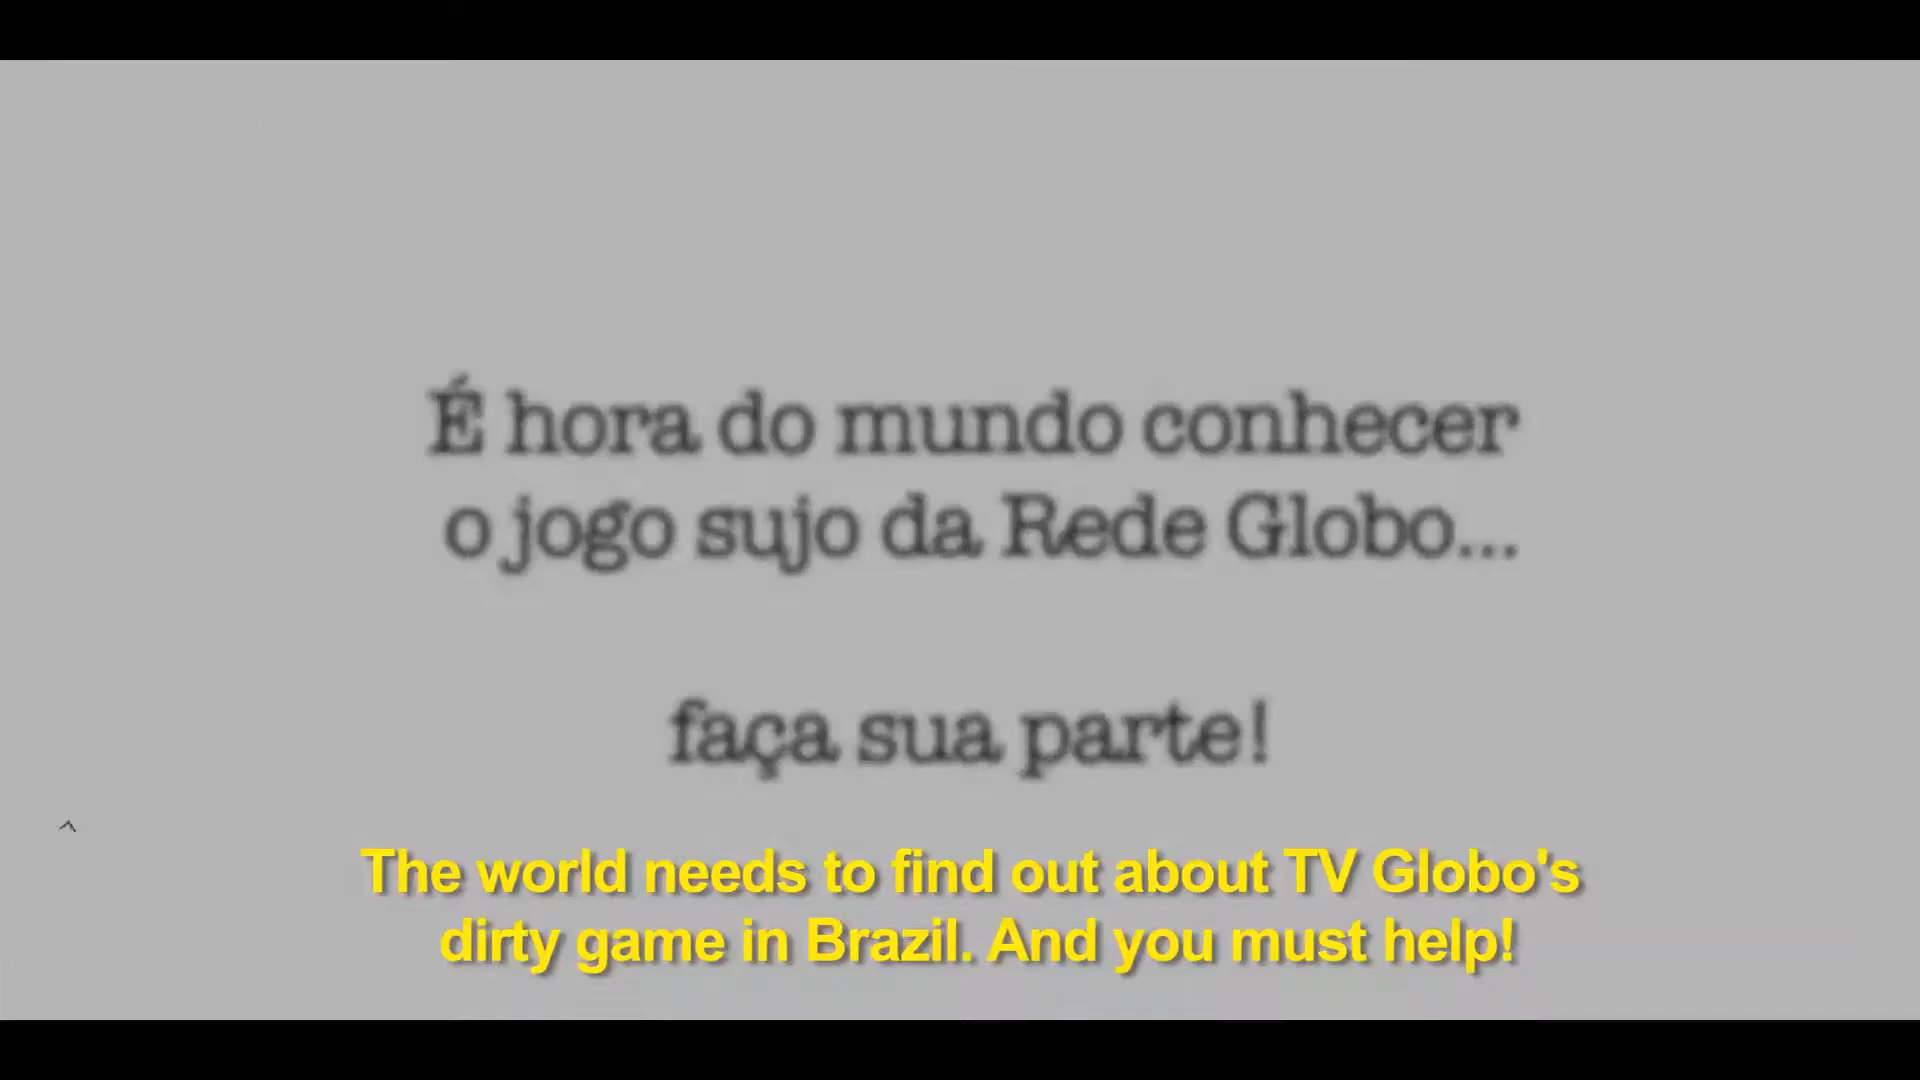 É hora do mundo conhecer
o jogo sujo da Rede Globo...
faça sua parte!
The world needs to find out about TV Globo's
dirty game in Brazil. And you must help!